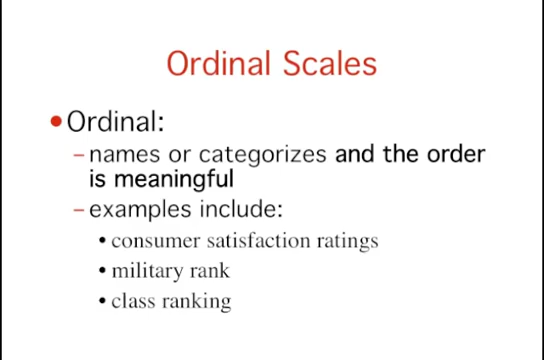 Ordinal Scales
• Ordinal:
– names or categorizes and the order
is meaningful
– examples include:
• consumer satisfaction ratings
• military rank
• class ranking